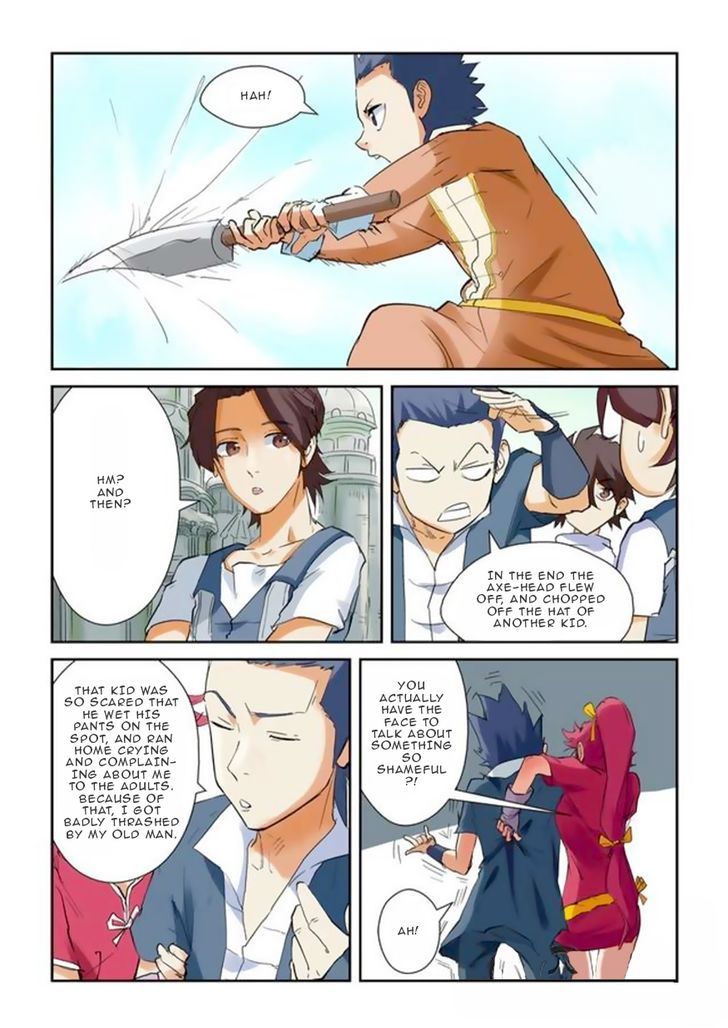 HAH!
HM?
AND
THEN?
IN THE END THE
AXE-HEAD FLEW
OFF, AND CHOPPED
OFF THE HAT OF
ANOTHER KID.
THAT KID WAS
SO SCARED THAT
HE WET HIS
PANTS ON THE
SPOT, AND RAN
HOME CRYING
AND COMPLAIN-
ING ABOUT ME
TO THE ADULTS.
BECAUSE OF
THAT, I GOT
BADLY THRASHED
BY MY OLD MAN.
YOU
ACTUALLY
HAVE THE
FACE TO
TALK ABOUT
SOMETHING
SO
SHAMEFUL
?!
AH!